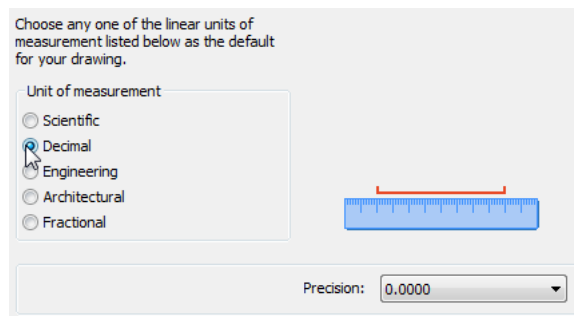 Choose any one of the linear units of
measurement listed below as the default
for your drawing.
Unit of measurement
Scientific
Decimal
Engineering
Architectural
Fractional
Precision: 0.0000